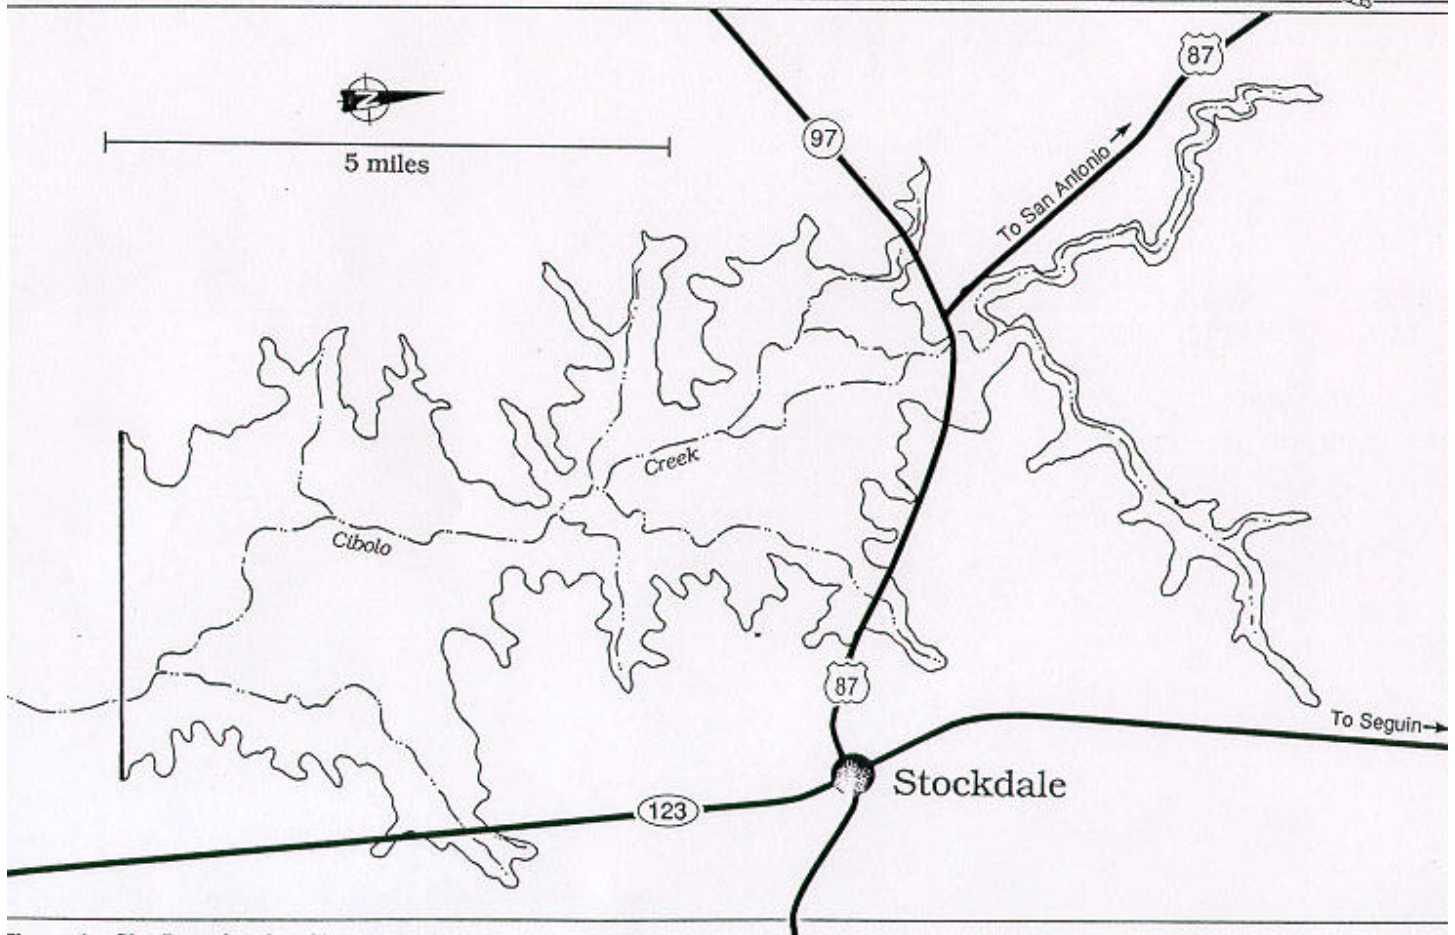 87
N
97
5 miles
To San Antonio
Creek
Cibolo
87
To Seguin
Stockdale
123